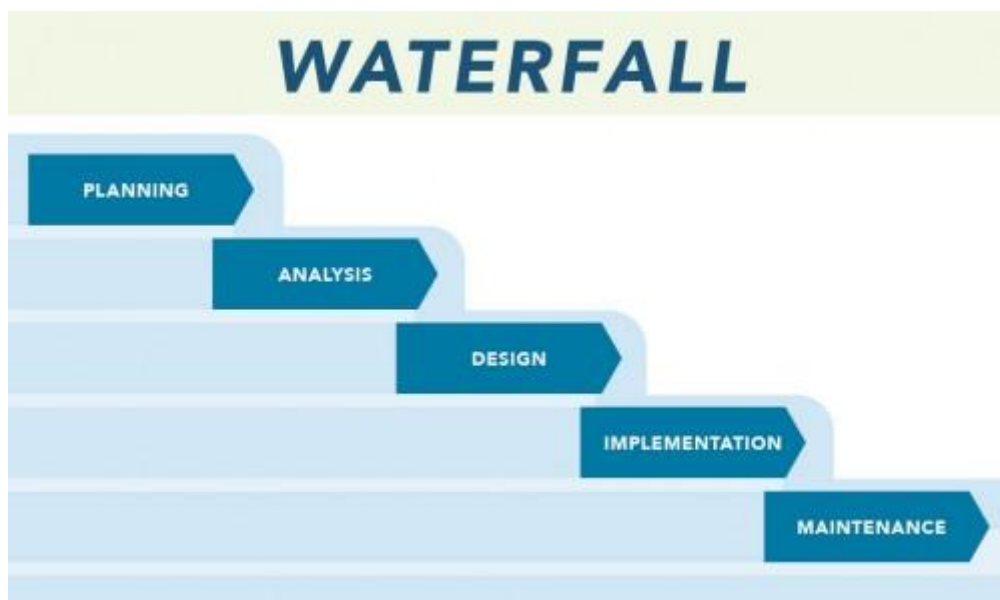 WATERFALL
PLANNING
ANALYSIS
DESIGN
IMPLEMENTATION
MAINTENANCE